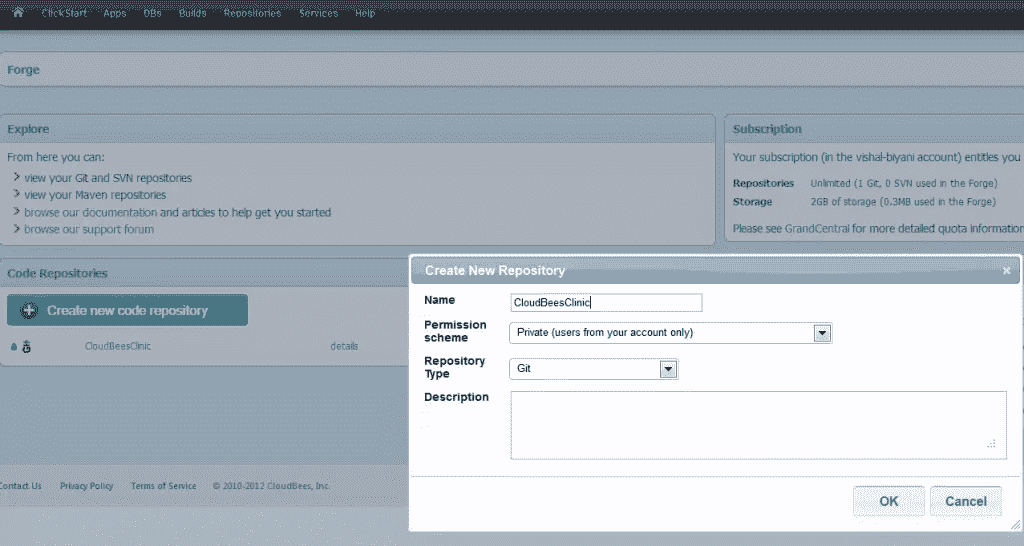 ClickStart Apps DBs Builds Repositories Services Help
Forge
Explore
From here you can:
view your Git and SVN repositories
view your Maven repositories
browse our documentation and articles to help get you started
browse our support forum
Subscription
Your subscription (in the vishal-biyani account) entitles you
Repositories Unlimited (1 Git, 0 SVN used in the Forge)
Storage 2GB of storage (0.3MB used in the Forge)
Please see GrandCentral for more detailed quota information
Code Repositories
Create new code repository
CloudBeesClinic details
Create New Repository
Name CloudBeesClinic
Permission
scheme Private (users from your account only)
Repository
Type Git
Description
OK Cancel
Contact Us Privacy Policy Terms of Service © 2010-2012 CloudBees, Inc.